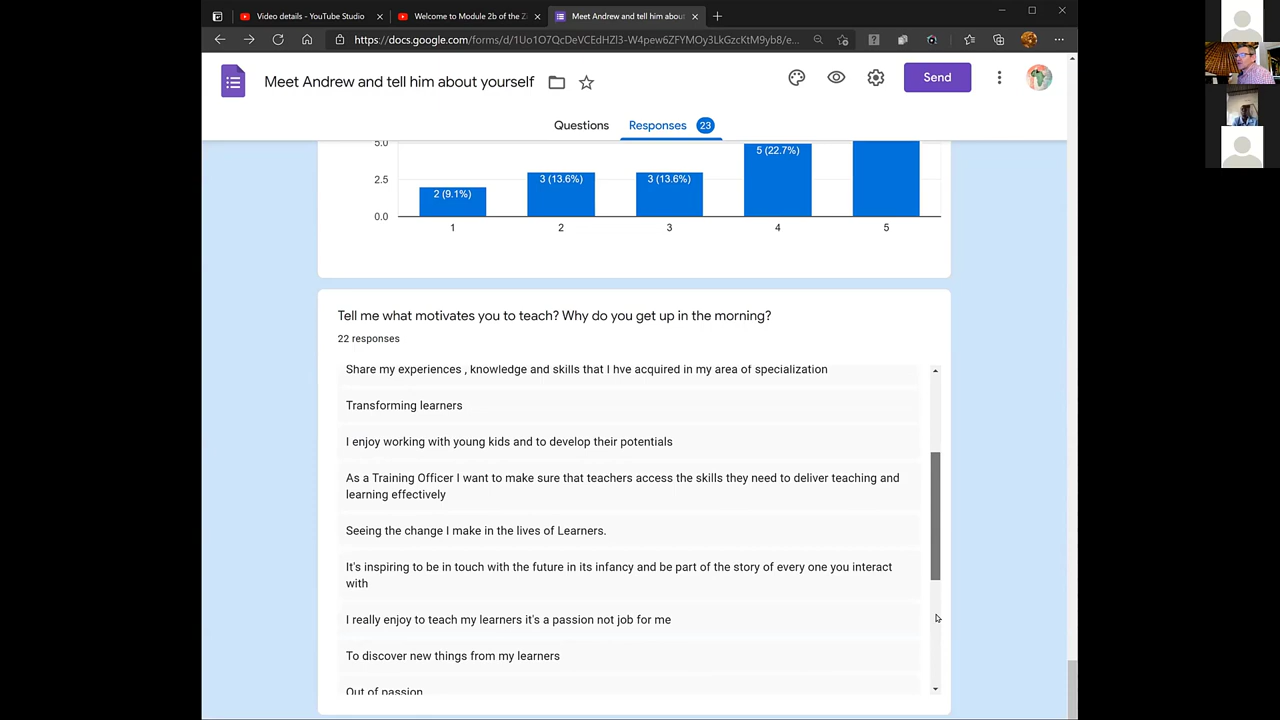 Video details - YouTube Studio
Welcome to Module 2b of the Z
Meet Andrew and tell him abou
https://docs.google.com/forms/d/1Uo1O7QcDeVCEdHZl3-W4pew6ZFYMOy3LkGzcKtM9yb8/e...
Meet Andrew and tell him about yourself
Send
Questions
Responses 23
5.0
2.5
0.0
2 (9.1%)
3 (13.6%)
3 (13.6%)
5 (22.7%)
1
2
3
4
5
Tell me what motivates you to teach? Why do you get up in the morning?
22 responses
Share my experiences , knowledge and skills that I hve acquired in my area of specialization
Transforming learners
I enjoy working with young kids and to develop their potentials
As a Training Officer I want to make sure that teachers access the skills they need to deliver teaching and
learning effectively
Seeing the change I make in the lives of Learners.
It's inspiring to be in touch with the future in its infancy and be part of the story of every one you interact
with
I really enjoy to teach my learners it's a passion not job for me
To discover new things from my learners
Out of passion